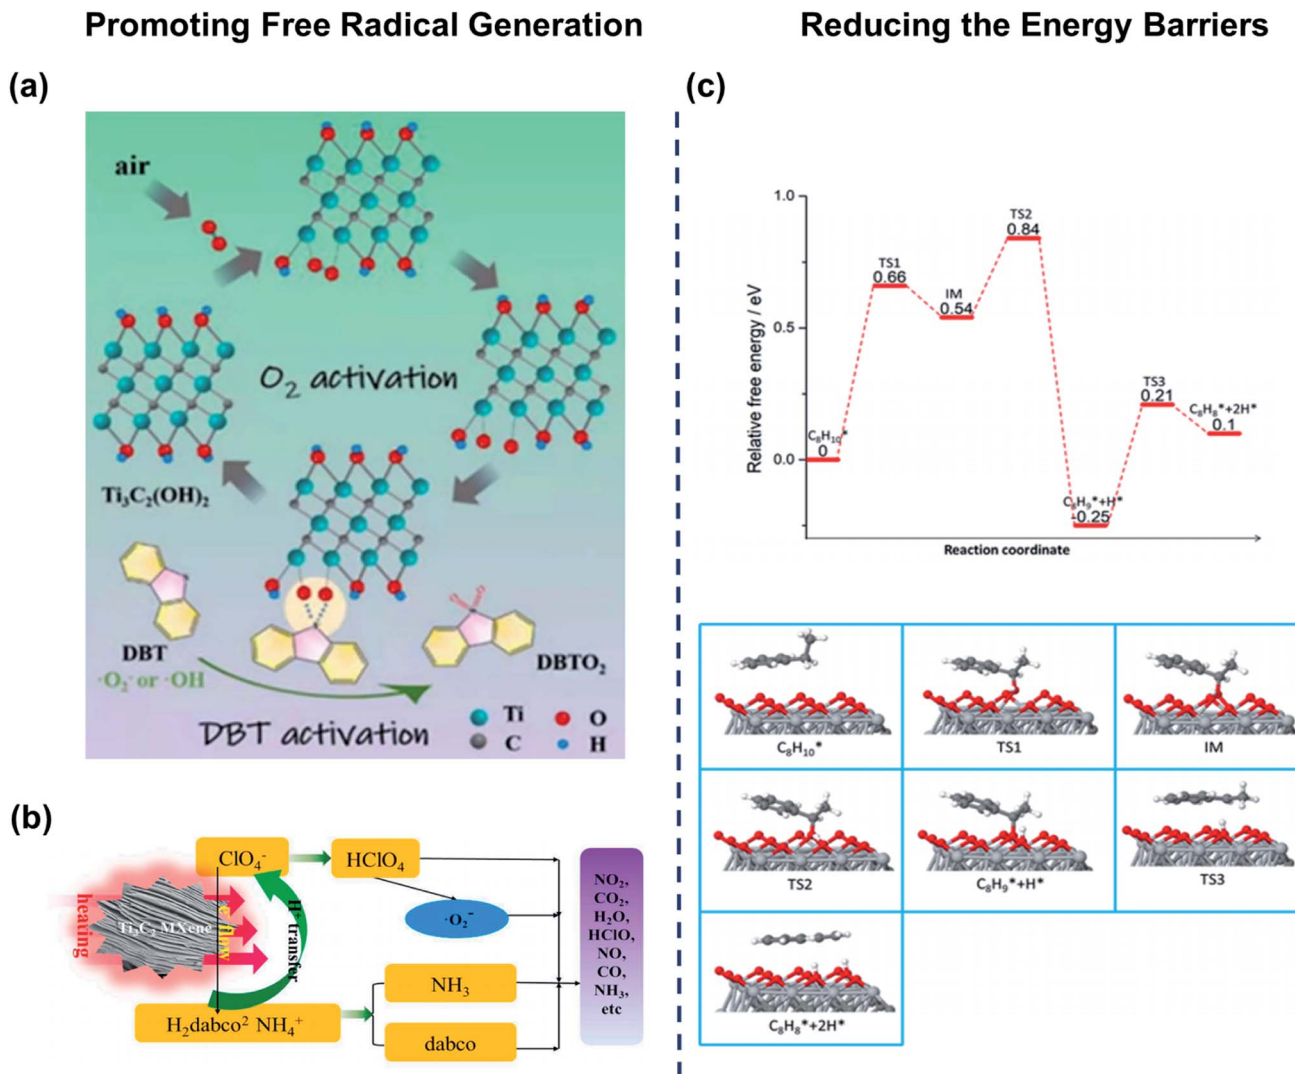 Promoting Free Radical Generation
Reducing the Energy Barriers
(a)
air
O₂ activation
Ti₃C₂(OH)₂
DBT
·O₂⁻ or ·OH
DBTO₂
DBT activation
Ti
O
C
H
(b)
heating
Ti₃C₂ MXene
ClO₄⁻
HClO₄
·O₂⁻
H⁺ transfer
H₂dabco² NH₄⁺
NH₃
dabco
NO₂,
CO₂,
H₂O,
HClO,
NO,
CO,
NH₃,
etc
(c)
Relative free energy / eV
1.0
0.5
0.0
C₈H₁₀*
0
TS1
0.66
IM
0.54
TS2
0.84
C₈H₉*+H*
-0.25
TS3
0.21
C₈H₈*+2H*
0.1
Reaction coordinate
C₈H₁₀*
TS1
IM
TS2
C₈H₉*+H*
TS3
C₈H₈*+2H*